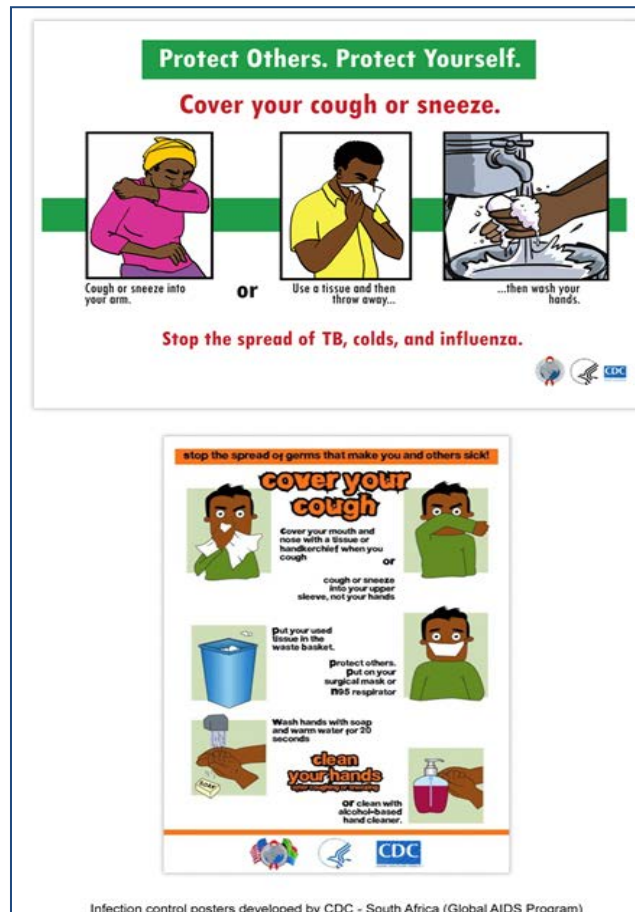 Protect Others. Protect Yourself.
Cover your cough or sneeze.
Cough or sneeze into
your arm.
or
Use a tissue and then
throw away...
...then wash your
hands.
Stop the spread of TB, colds, and influenza.
CDC
stop the spread of germs that make you and others sick!
cover your
cough
Cover your mouth and
nose with a tissue or
handkerchief when you
cough
or
cough or sneeze
into your upper
sleeve, not your hands
Put your used
tissue in the
waste basket.
Protect others.
Put on your
surgical mask or
n95 respirator
Wash hands with soap
and warm water for 20
seconds
SOAP
clean
your hands
after coughing or sneezing
or clean with
alcohol-based
hand cleaner.
CDC
Infection control posters developed by CDC - South Africa (Global AIDS Program)